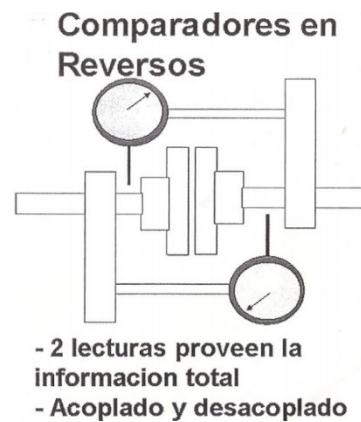 Comparadores en
Reversos
- 2 lecturas proveen la
informacion total
- Acoplado y desacoplado